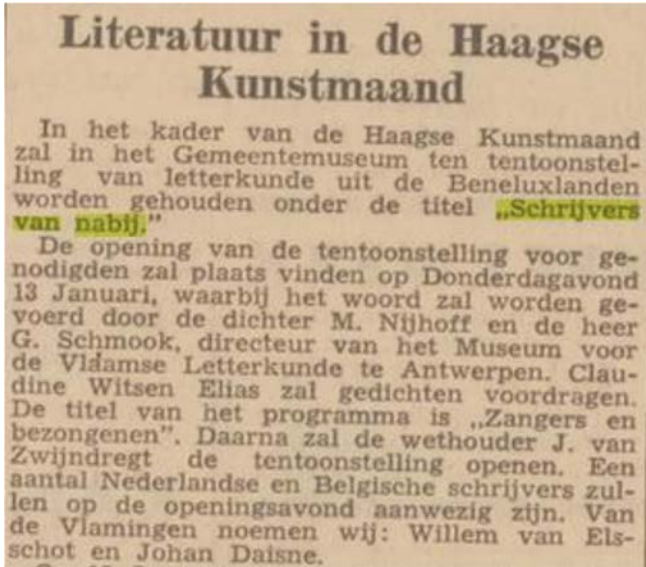 Literatuur in de Haagse
Kunstmaand
In het kader van de Haagse Kunstmaand
zal in het Gemeentemuseum ten tentoonstel-
ling van letterkunde uit de Beneluxlanden
worden gehouden onder de titel „Schrijvers
van nabij.”
De opening van de tentoonstelling voor ge-
nodigden zal plaats vinden op Donderdagavond
13 Januari, waarbij het woord zal worden ge-
voerd door de dichter M. Nijhoff en de heer
G. Schmook, directeur van het Museum voor
de Vlaamse Letterkunde te Antwerpen. Clau-
dine Witsen Elias zal gedichten voordragen.
De titel van het programma is „Zangers en
bezongenen”. Daarna zal de wethouder J. van
Zwijndregt de tentoonstelling openen. Een
aantal Nederlandse en Belgische schrijvers zul-
len op de openingsavond aanwezig zijn. Van
de Vlamingen noemen wij: Willem van Els-
schot en Johan Daisne.